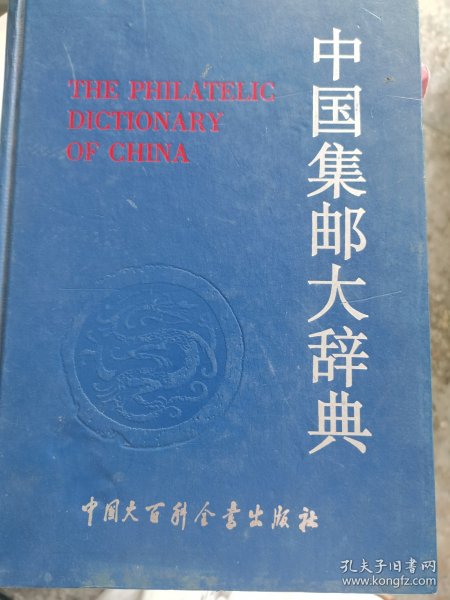 THE PHILATELIC
DICTIONARY
OF CHINA
中国集邮大辞典
中国大百科全书出版社
孔夫子旧书网
www.kongfz.com